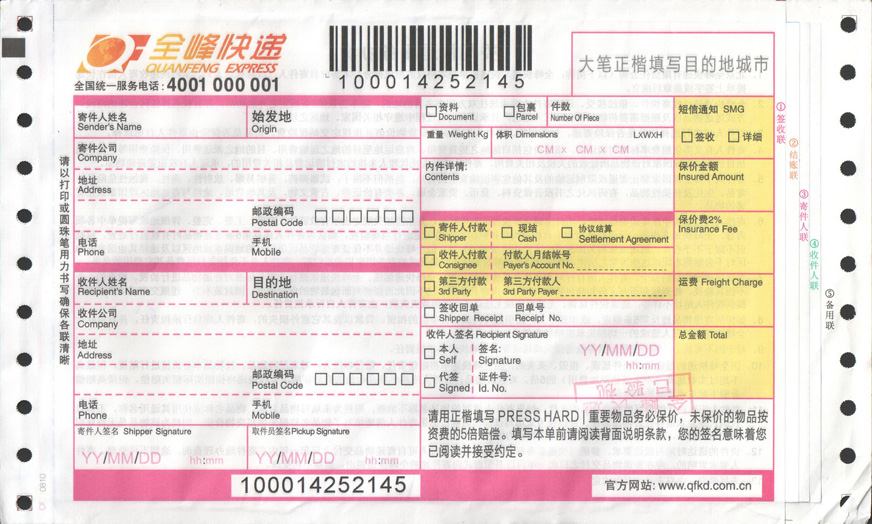 全峰快递
QUANFENG EXPRESS
全国统一服务电话: 4001 000 001
100014252145
大笔正楷填写目的地城市
请以打印或圆珠笔用力书写确保各联清晰
寄件人姓名
Sender's Name
始发地
Origin
寄件公司
Company
地址
Address
邮政编码
Postal Code
电话
Phone
手机
Mobile
收件人姓名
Recipient's Name
目的地
Destination
收件公司
Company
地址
Address
邮政编码
Postal Code
电话
Phone
手机
Mobile
寄件人签名 Shipper Signature
YY/MM/DD hh:mm
取件员签名Pickup Signature
YY/MM/DD hh:mm
资料
Document
包裹
Parcel
件数
Number Of Piece
重量 Weight Kg
体积 Dimensions LXWXH
CM x CM x CM
内件详情:
Contents
短信通知 SMG
签收 详细
保价金额
Insured Amount
保价费2%
Insurance Fee
运费 Freight Charge
总金额 Total
寄件人付款
Shipper
现结
Cash
协议结算
Settlement Agreement
收件人付款
Consignee
付款人月结帐号
Payer's Account No.
第三方付款
3rd Party
第三方付款人
3rd Party Payer
签收回单
Shipper Receipt
回单号
Receipt No.
收件人签名 Recipient Signature
本人
Self
签名:
Signature
YY/MM/DD
hh:mm
代签
Signed
证件号:
Id. No.
请用正楷填写 PRESS HARD | 重要物品务必保价，未保价的物品按
资费的5倍赔偿。填写本单前请阅读背面说明条款，您的签名意味着您
已阅读并接受约定。
100014252145
官方网站: www.qfkd.com.cn
①签收联
②结账联
③寄件人联
④收件人联
⑤备用联
0810